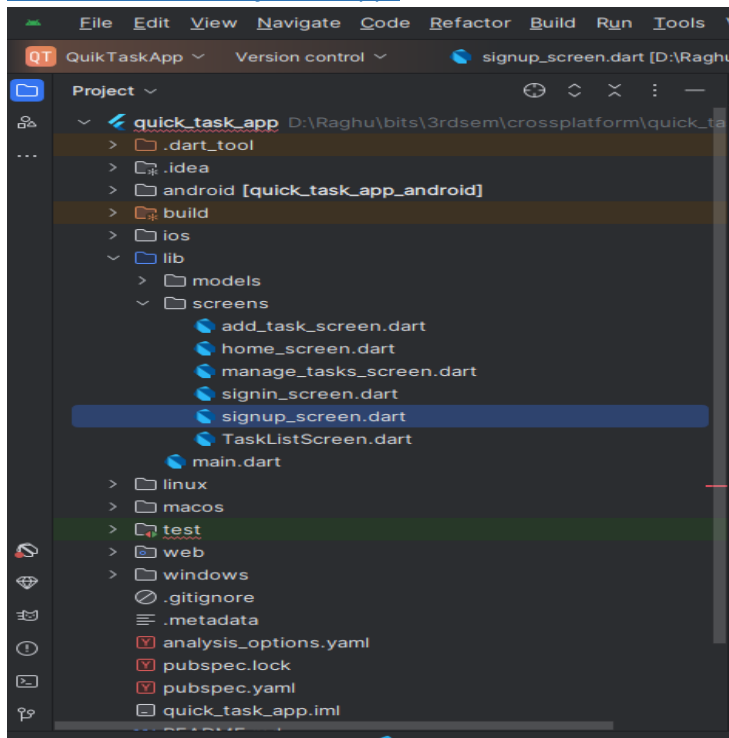 File Edit View Navigate Code Refactor Build Run Tools
QT QuikTaskApp Version control signup_screen.dart [D:\Raghu
Project
quick_task_app D:\Raghu\bits\3rdsem\crossplatform\quick_ta
.dart_tool
.idea
android [quick_task_app_android]
build
ios
lib
models
screens
add_task_screen.dart
home_screen.dart
manage_tasks_screen.dart
signin_screen.dart
signup_screen.dart
TaskListScreen.dart
main.dart
linux
macos
test
web
windows
.gitignore
.metadata
analysis_options.yaml
pubspec.lock
pubspec.yaml
quick_task_app.iml